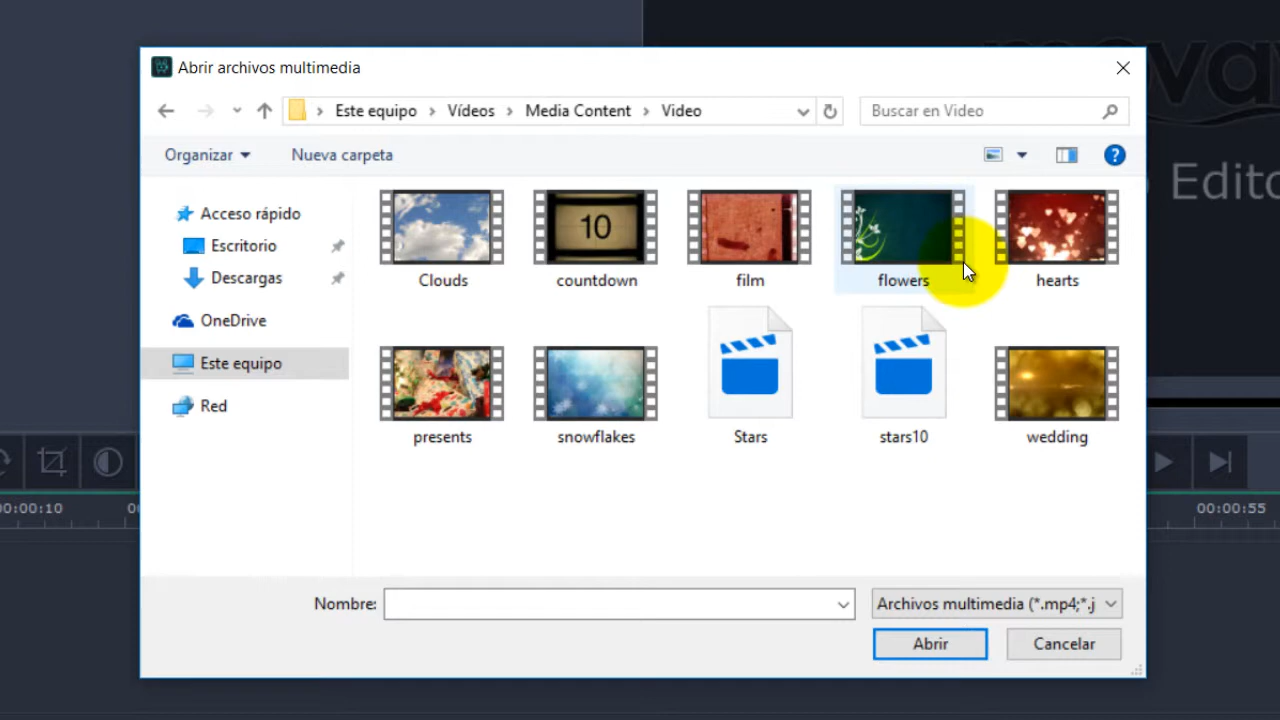 Abrir archivos multimedia
Este equipo > Vídeos > Media Content > Video
Buscar en Video
Organizar
Nueva carpeta
?
Acceso rápido
Escritorio
Descargas
OneDrive
Este equipo
Red
Clouds
10
countdown
film
flowers
hearts
presents
snowflakes
Stars
stars10
wedding
Nombre:
Archivos multimedia (*.mp4;*.j
Abrir
Cancelar
Edito
00:00:10
00:00:55